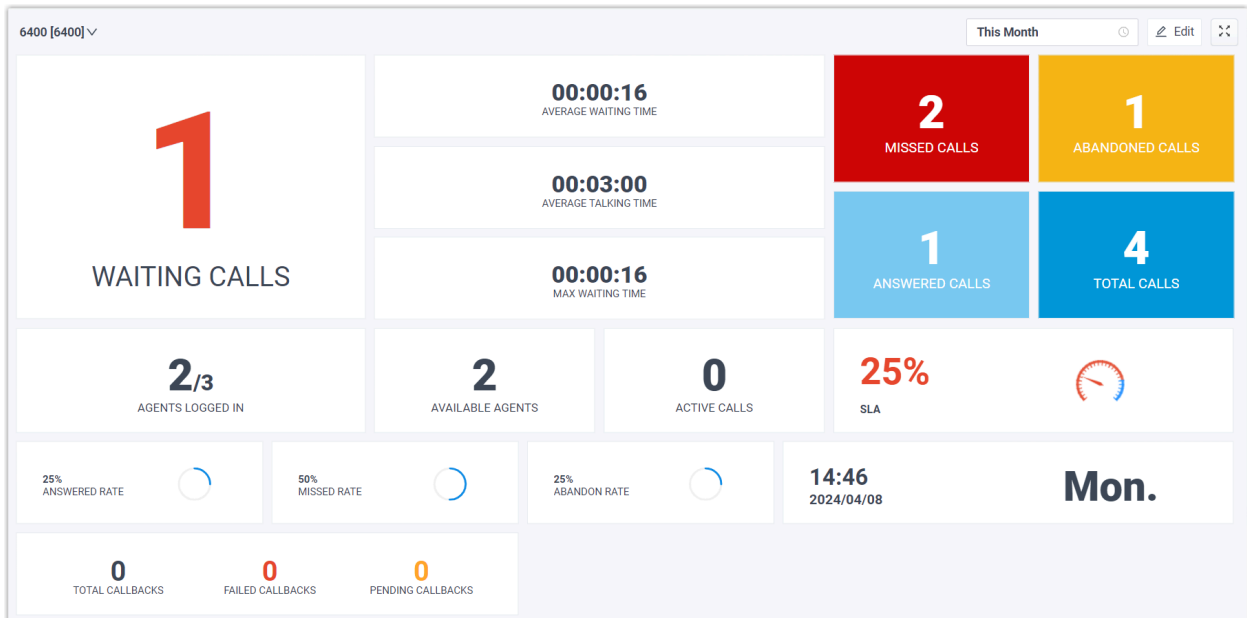 6400 [6400]
This Month
Edit
1
WAITING CALLS
00:00:16
AVERAGE WAITING TIME
00:03:00
AVERAGE TALKING TIME
00:00:16
MAX WAITING TIME
2
MISSED CALLS
1
ABANDONED CALLS
1
ANSWERED CALLS
4
TOTAL CALLS
2/3
AGENTS LOGGED IN
2
AVAILABLE AGENTS
0
ACTIVE CALLS
25%
SLA
25%
ANSWERED RATE
50%
MISSED RATE
25%
ABANDON RATE
14:46
2024/04/08
Mon.
0
TOTAL CALLBACKS
0
FAILED CALLBACKS
0
PENDING CALLBACKS